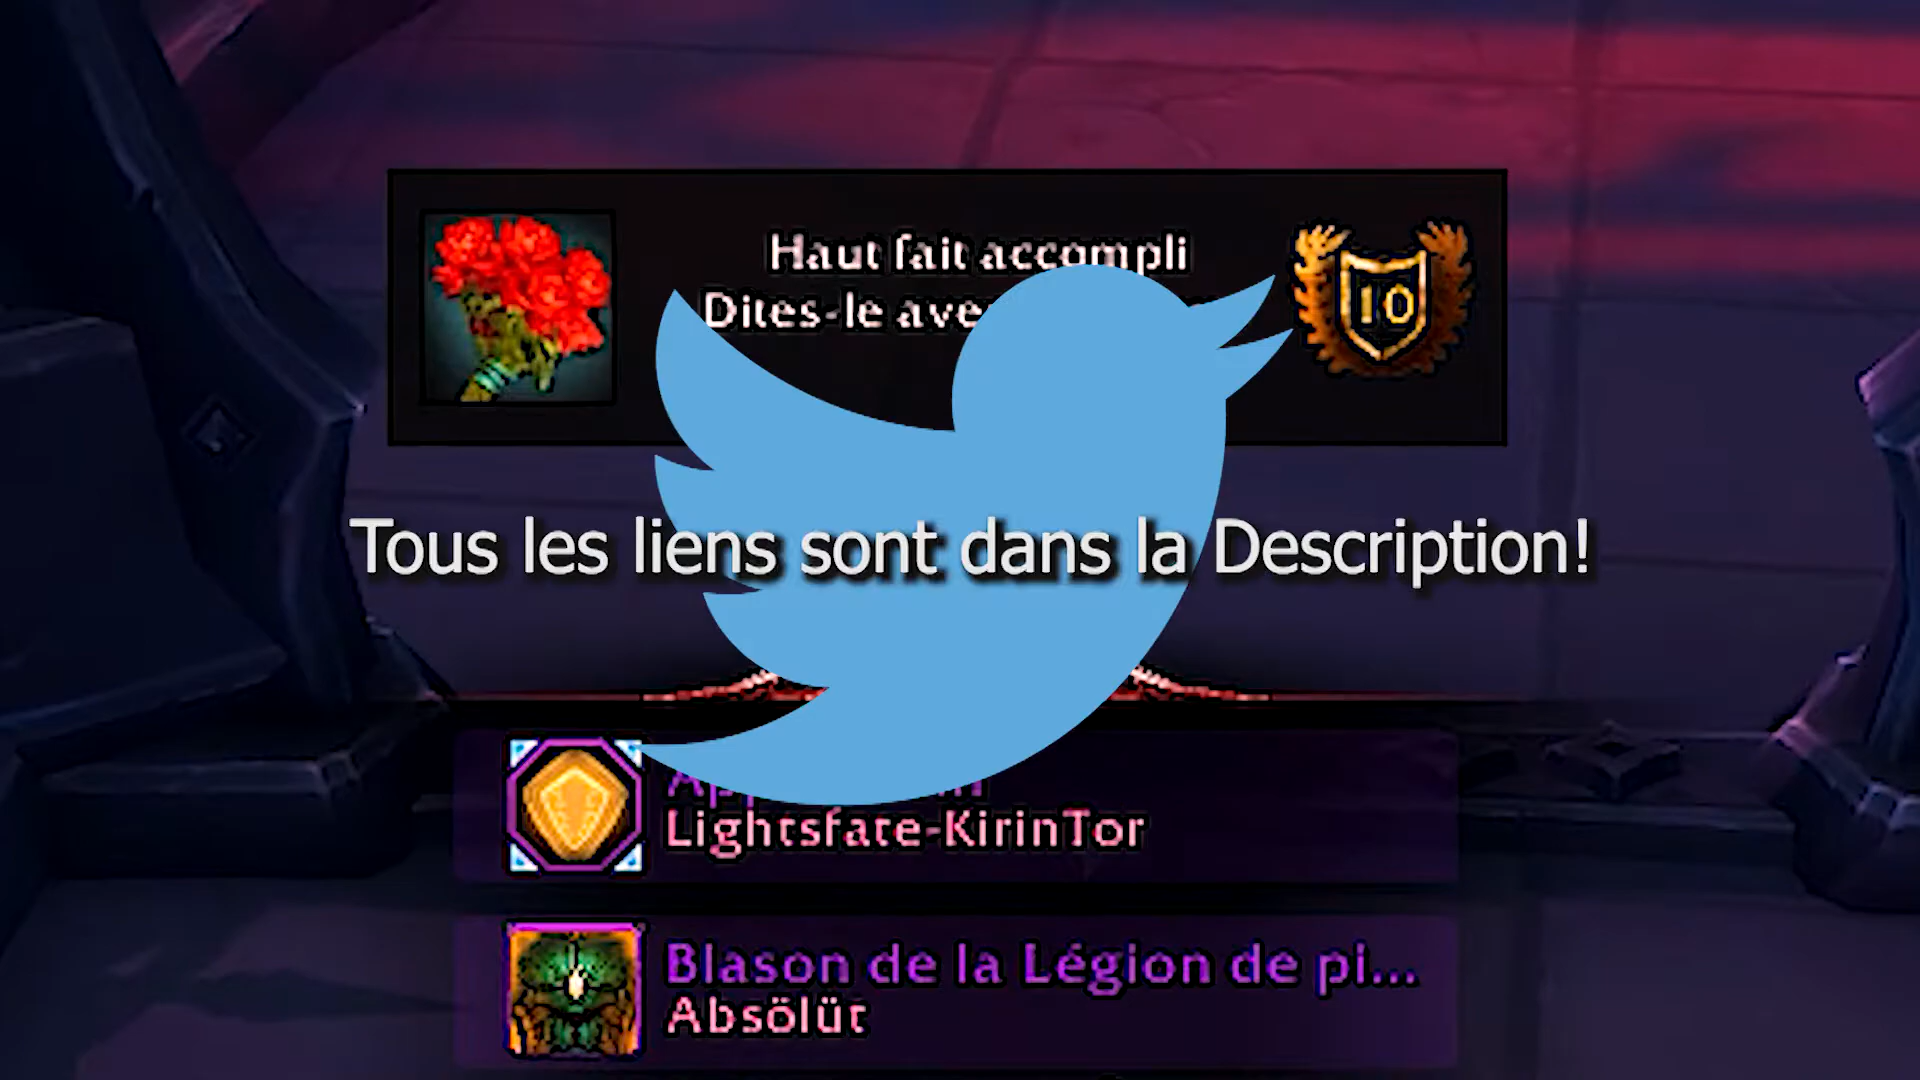 Haut fait accompli
Dites-le
10
Tous les liens sont dans la Description!
Lightsfate-KirinTor
Blason de la Légion de pi...
Absölüt